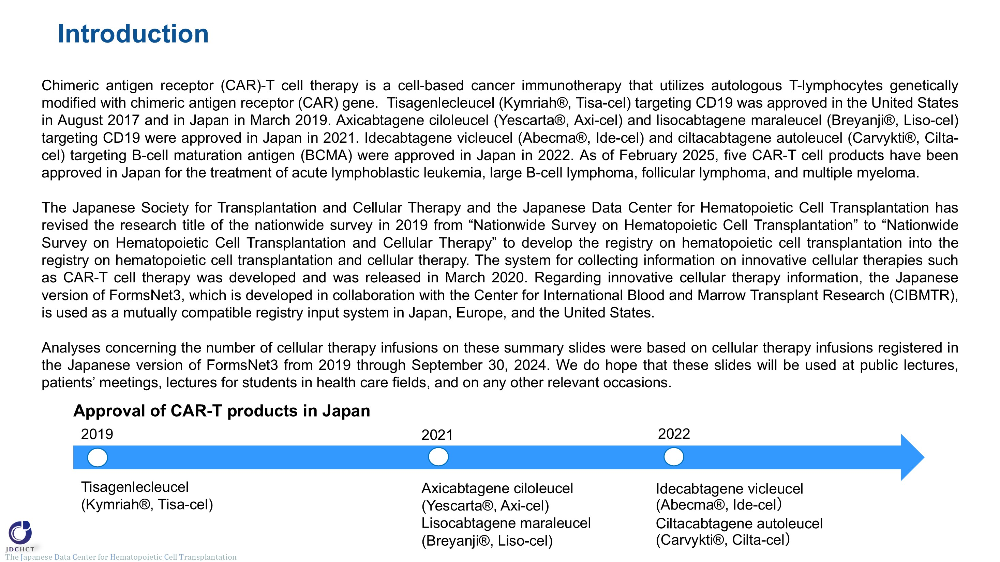 Introduction
Chimeric antigen receptor (CAR)-T cell therapy is a cell-based cancer immunotherapy that utilizes autologous T-lymphocytes genetically
modified with chimeric antigen receptor (CAR) gene.  Tisagenlecleucel (Kymriah®, Tisa-cel) targeting CD19 was approved in the United States
in August 2017 and in Japan in March 2019. Axicabtagene ciloleucel (Yescarta®, Axi-cel) and lisocabtagene maraleucel (Breyanji®, Liso-cel)
targeting CD19 were approved in Japan in 2021. Idecabtagene vicleucel (Abecma®, Ide-cel) and ciltacabtagene autoleucel (Carvykti®, Cilta-
cel) targeting B-cell maturation antigen (BCMA) were approved in Japan in 2022. As of February 2025, five CAR-T cell products have been
approved in Japan for the treatment of acute lymphoblastic leukemia, large B-cell lymphoma, follicular lymphoma, and multiple myeloma.
The Japanese Society for Transplantation and Cellular Therapy and the Japanese Data Center for Hematopoietic Cell Transplantation has
revised the research title of the nationwide survey in 2019 from “Nationwide Survey on Hematopoietic Cell Transplantation” to “Nationwide
Survey on Hematopoietic Cell Transplantation and Cellular Therapy” to develop the registry on hematopoietic cell transplantation into the
registry on hematopoietic cell transplantation and cellular therapy. The system for collecting information on innovative cellular therapies such
as CAR-T cell therapy was developed and was released in March 2020. Regarding innovative cellular therapy information, the Japanese
version of FormsNet3, which is developed in collaboration with the Center for International Blood and Marrow Transplant Research (CIBMTR),
is used as a mutually compatible registry input system in Japan, Europe, and the United States.
Analyses concerning the number of cellular therapy infusions on these summary slides were based on cellular therapy infusions registered in
the Japanese version of FormsNet3 from 2019 through September 30, 2024. We do hope that these slides will be used at public lectures,
patients’ meetings, lectures for students in health care fields, and on any other relevant occasions.
Approval of CAR-T products in Japan
2019
2021
2022
Tisagenlecleucel
(Kymriah®, Tisa-cel)
Axicabtagene ciloleucel
(Yescarta®, Axi-cel)
Lisocabtagene maraleucel
(Breyanji®, Liso-cel)
Idecabtagene vicleucel
(Abecma®, Ide-cel）
Ciltacabtagene autoleucel
(Carvykti®, Cilta-cel）
JDCHCT
The Japanese Data Center for Hematopoietic Cell Transplantation